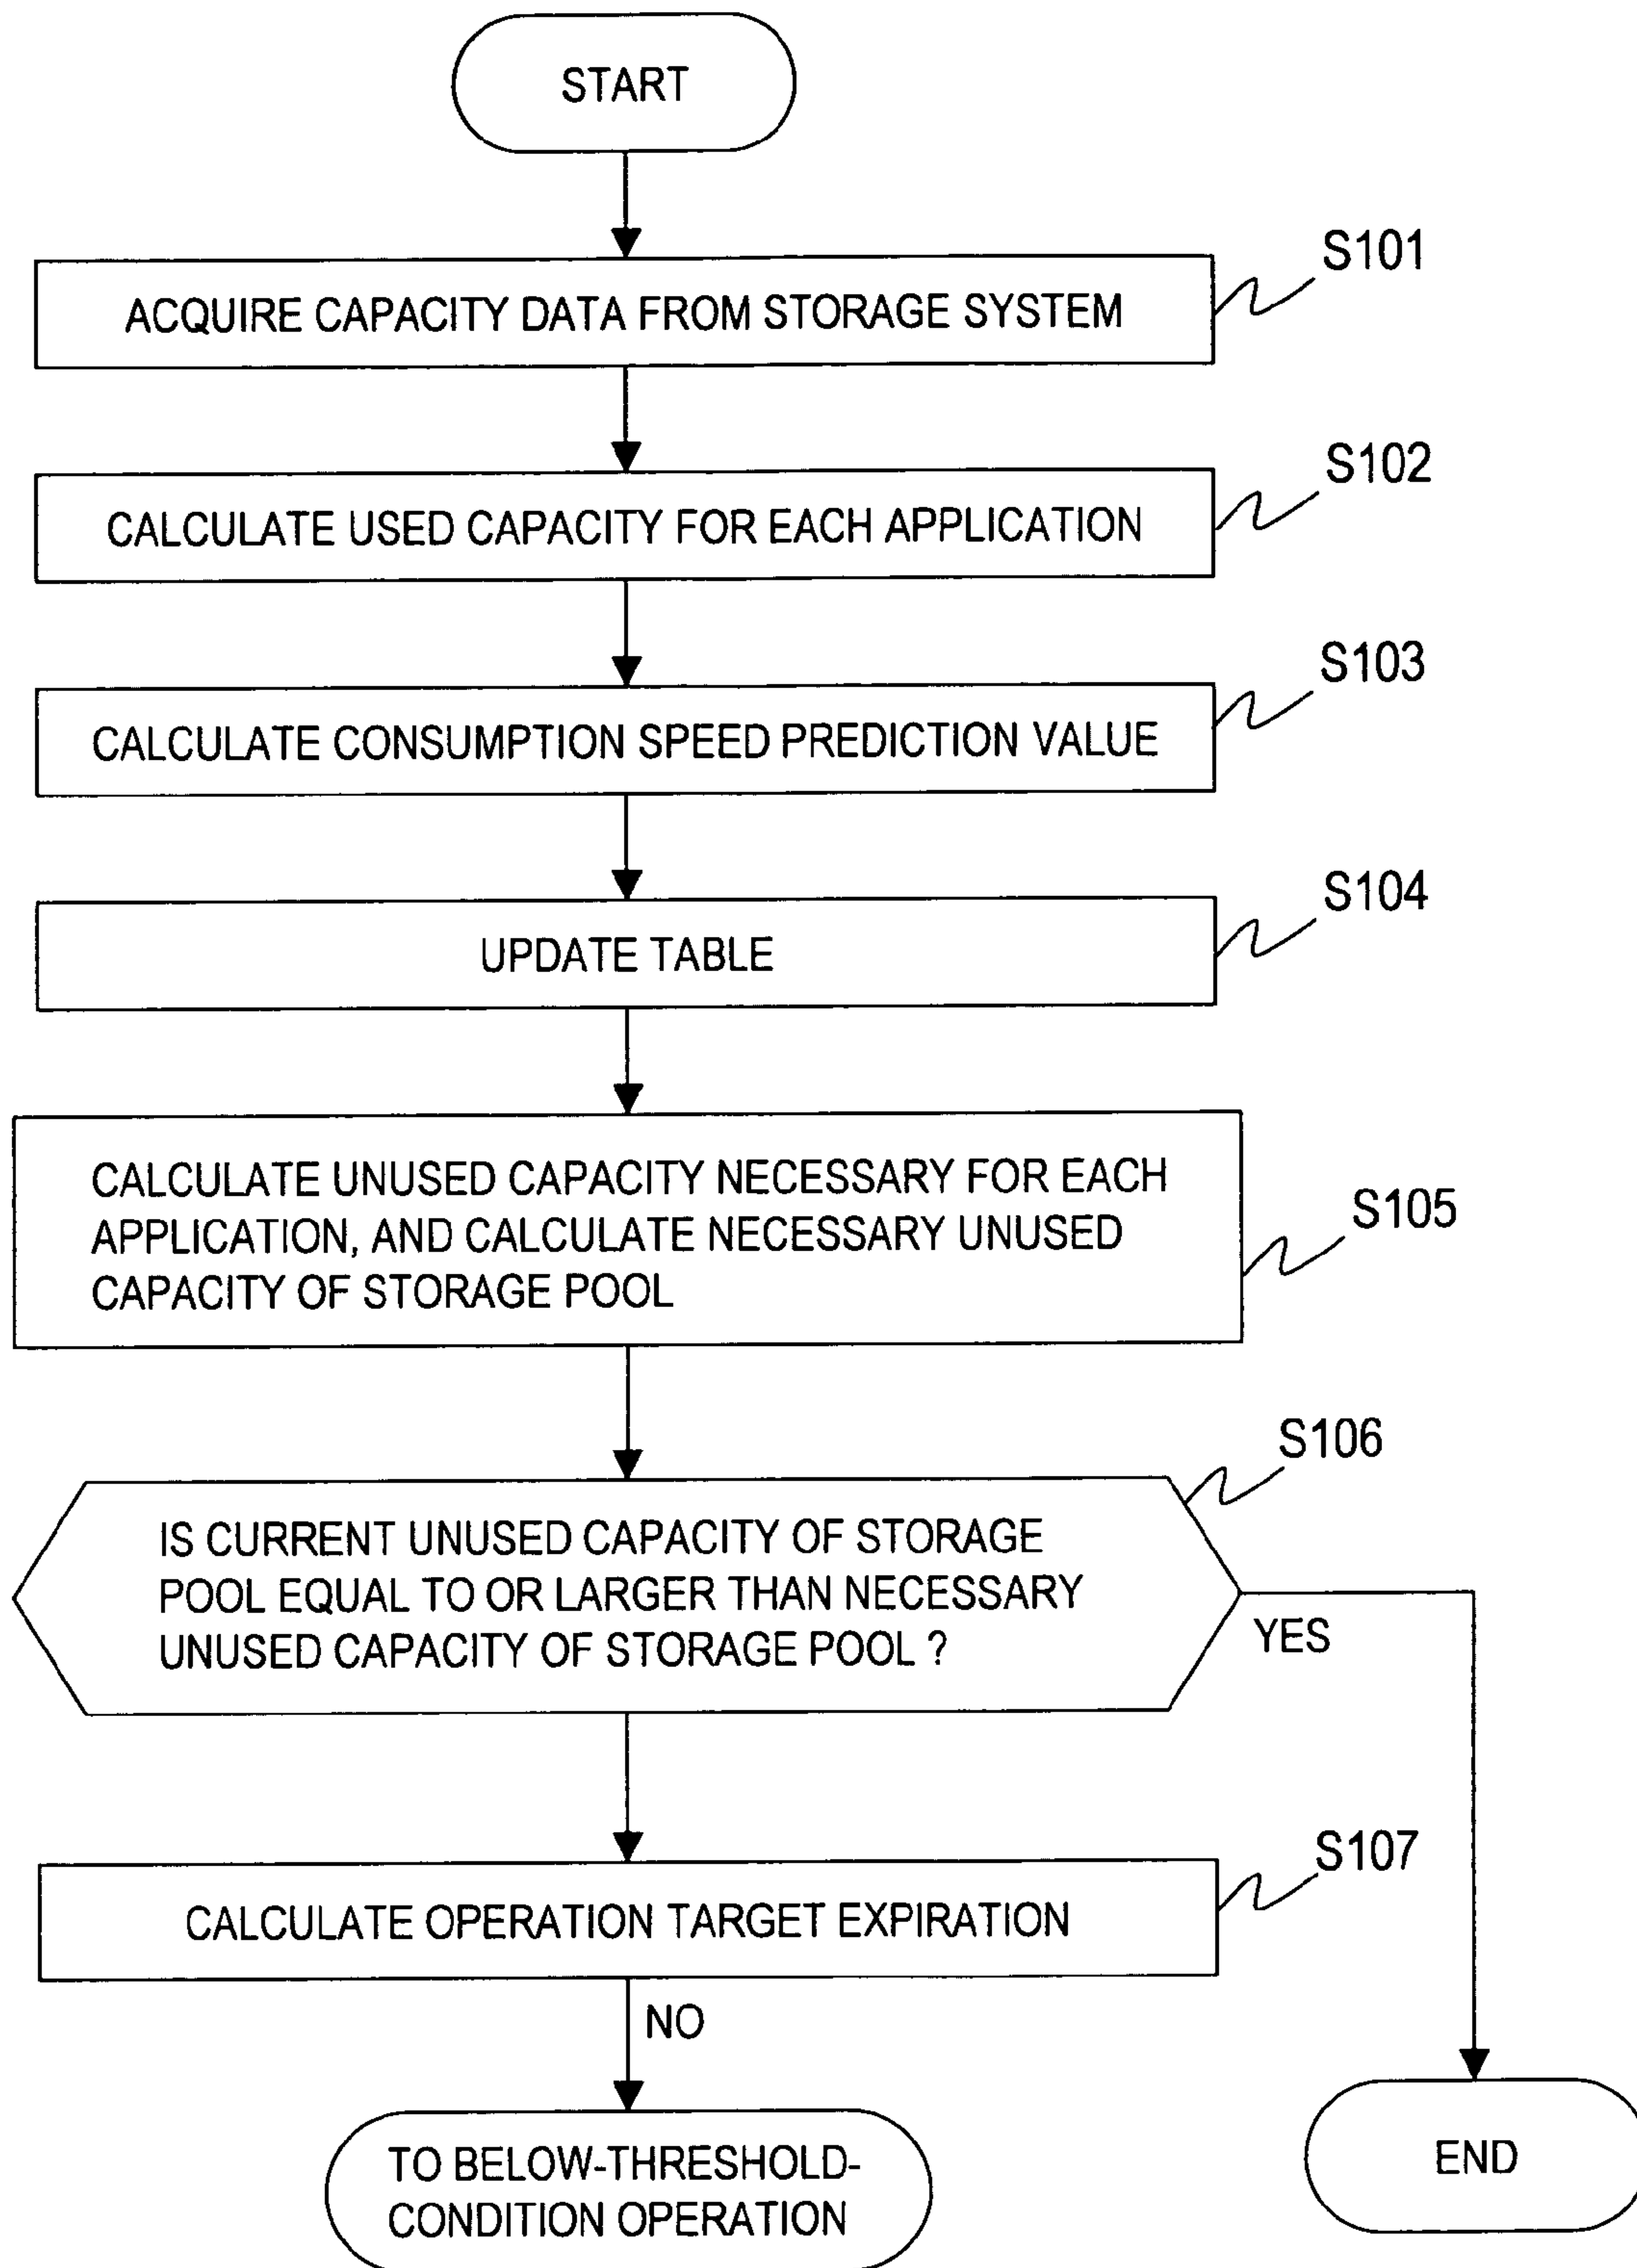 START
S101
ACQUIRE CAPACITY DATA FROM STORAGE SYSTEM
S102
CALCULATE USED CAPACITY FOR EACH APPLICATION
S103
CALCULATE CONSUMPTION SPEED PREDICTION VALUE
S104
UPDATE TABLE
S105
CALCULATE UNUSED CAPACITY NECESSARY FOR EACH
APPLICATION, AND CALCULATE NECESSARY UNUSED
CAPACITY OF STORAGE POOL
S106
IS CURRENT UNUSED CAPACITY OF STORAGE
POOL EQUAL TO OR LARGER THAN NECESSARY
UNUSED CAPACITY OF STORAGE POOL ?
YES
S107
CALCULATE OPERATION TARGET EXPIRATION
NO
TO BELOW-THRESHOLD-
CONDITION OPERATION
END